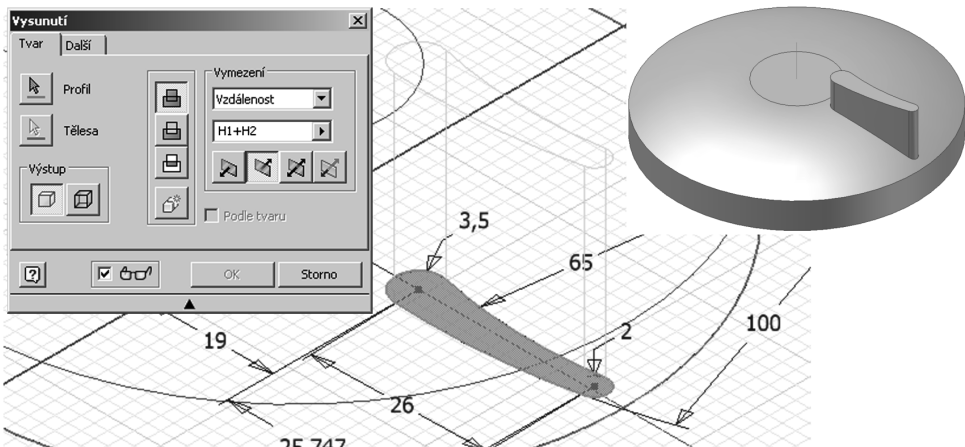 Vysunutí
Tvar
Další
Profil
Tělesa
Výstup
Vymezení
Vzdálenost
H1+H2
Podle tvaru
OK
Storno
3,5
65
2
100
19
26
25,747